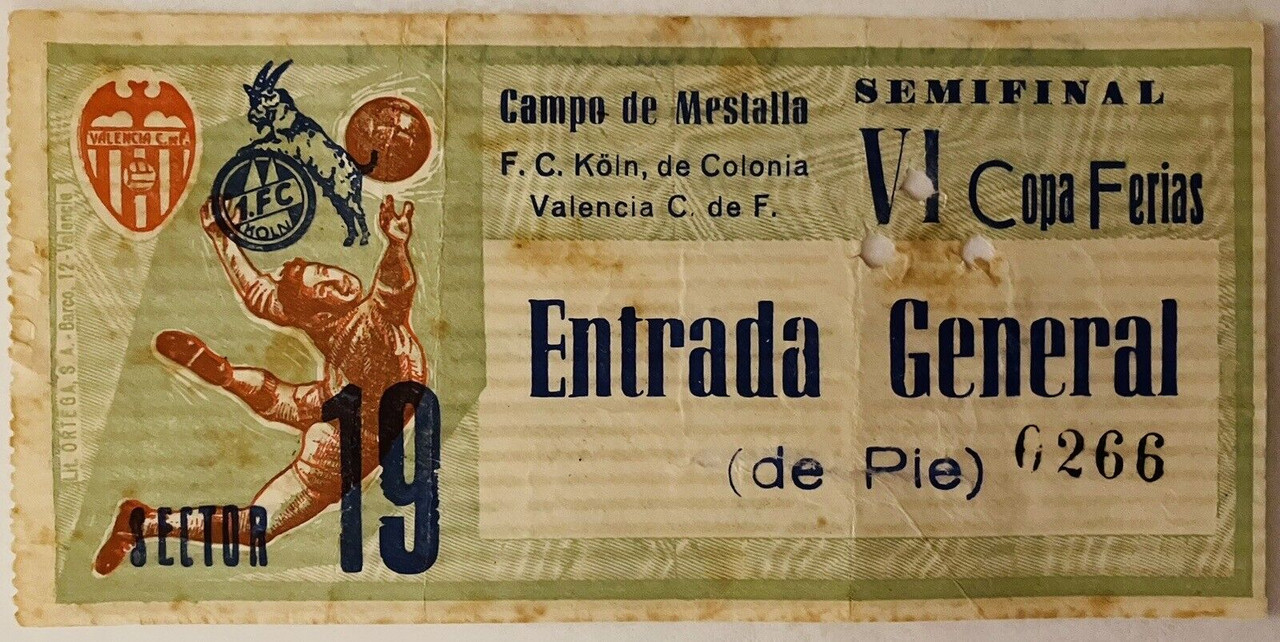 VALENCIA C. de F.
1.FC
KÖLN
Campo de Mestalla
F. C. Köln, de Colonia
Valencia C. de F.
SEMIFINAL
VI Copa Ferias
Entrada General
(de Pie) 0266
SECTOR 19
Lit. ORTEGA, S. A. - Barco, 12 - Valencia